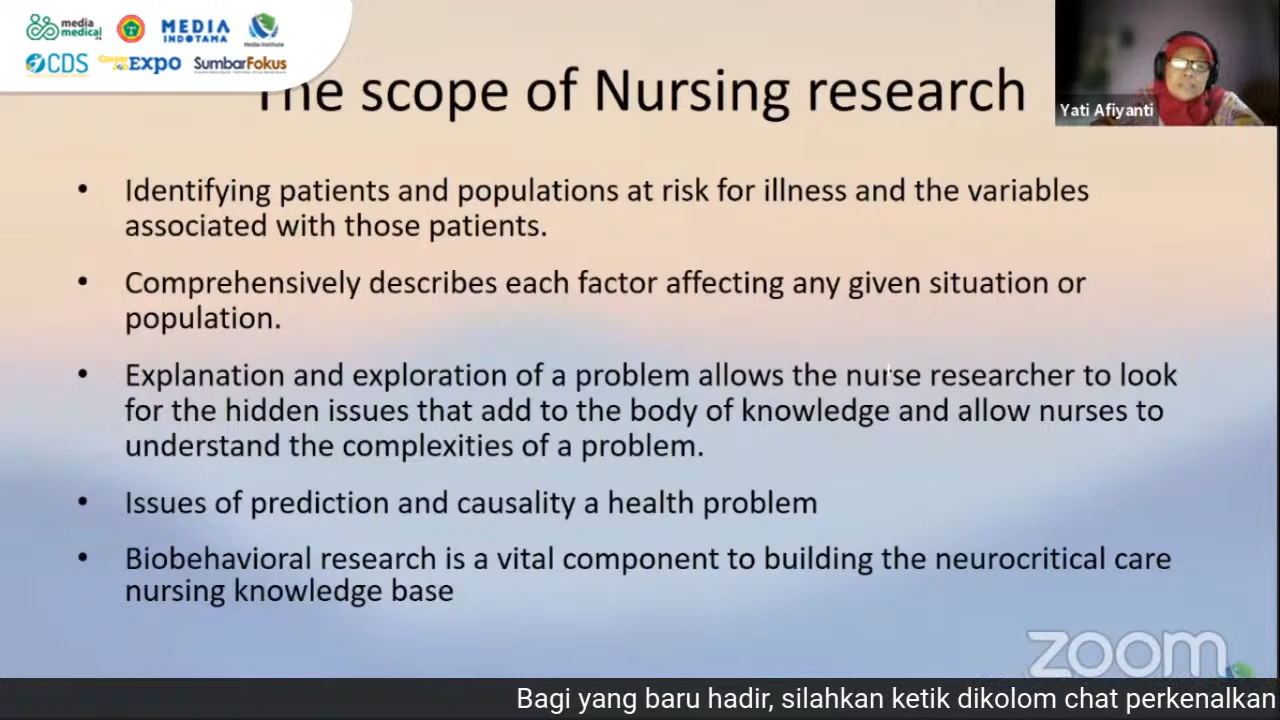 media
medical
MEDIA
INDOTAMA
Media Institute
CDS
Expo
SumbarFokus
The scope of Nursing research
Yati Afiyanti
• Identifying patients and populations at risk for illness and the variables
associated with those patients.
• Comprehensively describes each factor affecting any given situation or
population.
• Explanation and exploration of a problem allows the nurse researcher to look
for the hidden issues that add to the body of knowledge and allow nurses to
understand the complexities of a problem.
• Issues of prediction and causality a health problem
• Biobehavioral research is a vital component to building the neurocritical care
nursing knowledge base
zoom
Bagi yang baru hadir, silahkan ketik dikolom chat perkenalkan